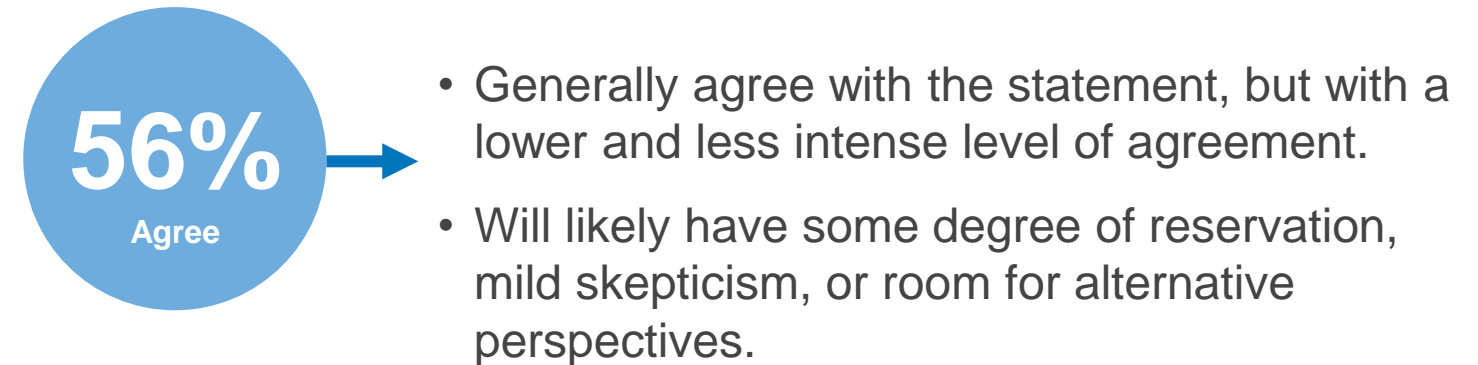 56%
Agree
• Generally agree with the statement, but with a
lower and less intense level of agreement.
• Will likely have some degree of reservation,
mild skepticism, or room for alternative
perspectives.